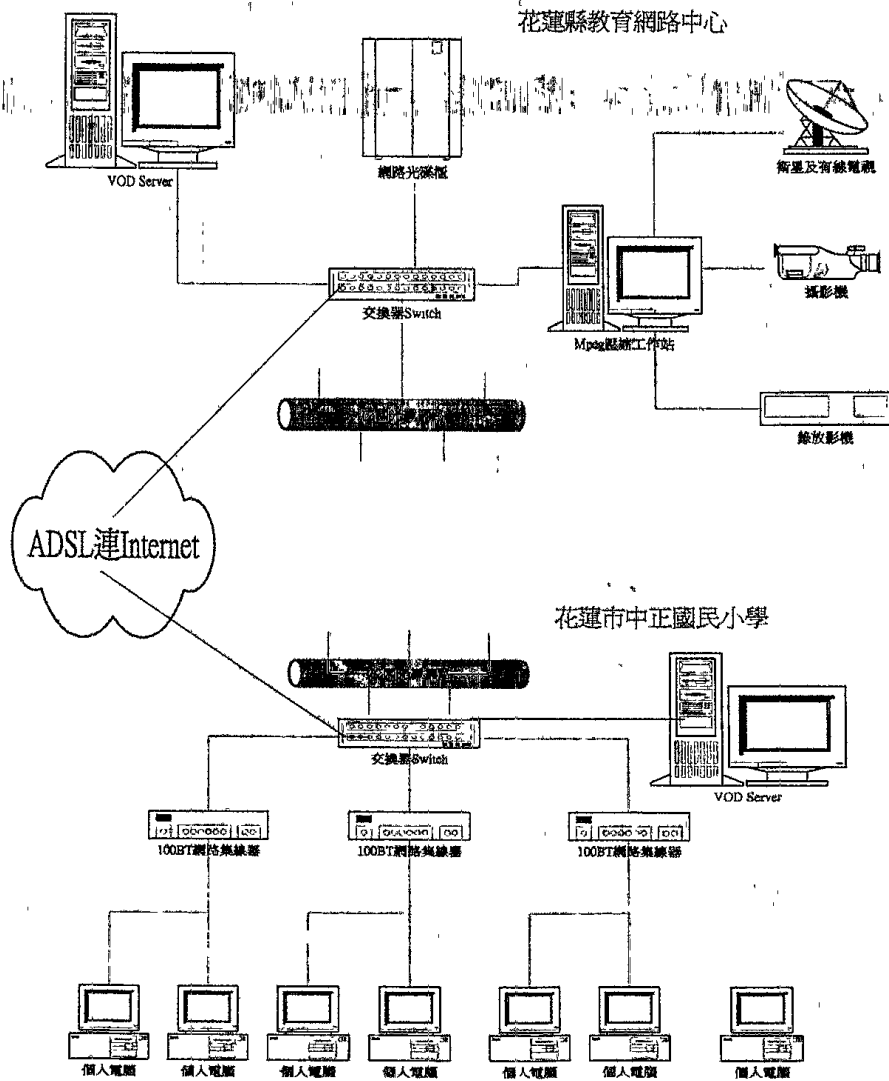 花蓮縣教育網路中心
VOD Server
網路光碟櫃
衛星及有線電視
交換器Switch
攝影機
Mpeg壓縮工作站
錄放影機
ADSL連Internet
花蓮市中正國民小學
交換器Switch
VOD Server
100BT網路集線器
100BT網路集線器
100BT網路集線器
個人電腦
個人電腦
個人電腦
個人電腦
個人電腦
個人電腦
個人電腦